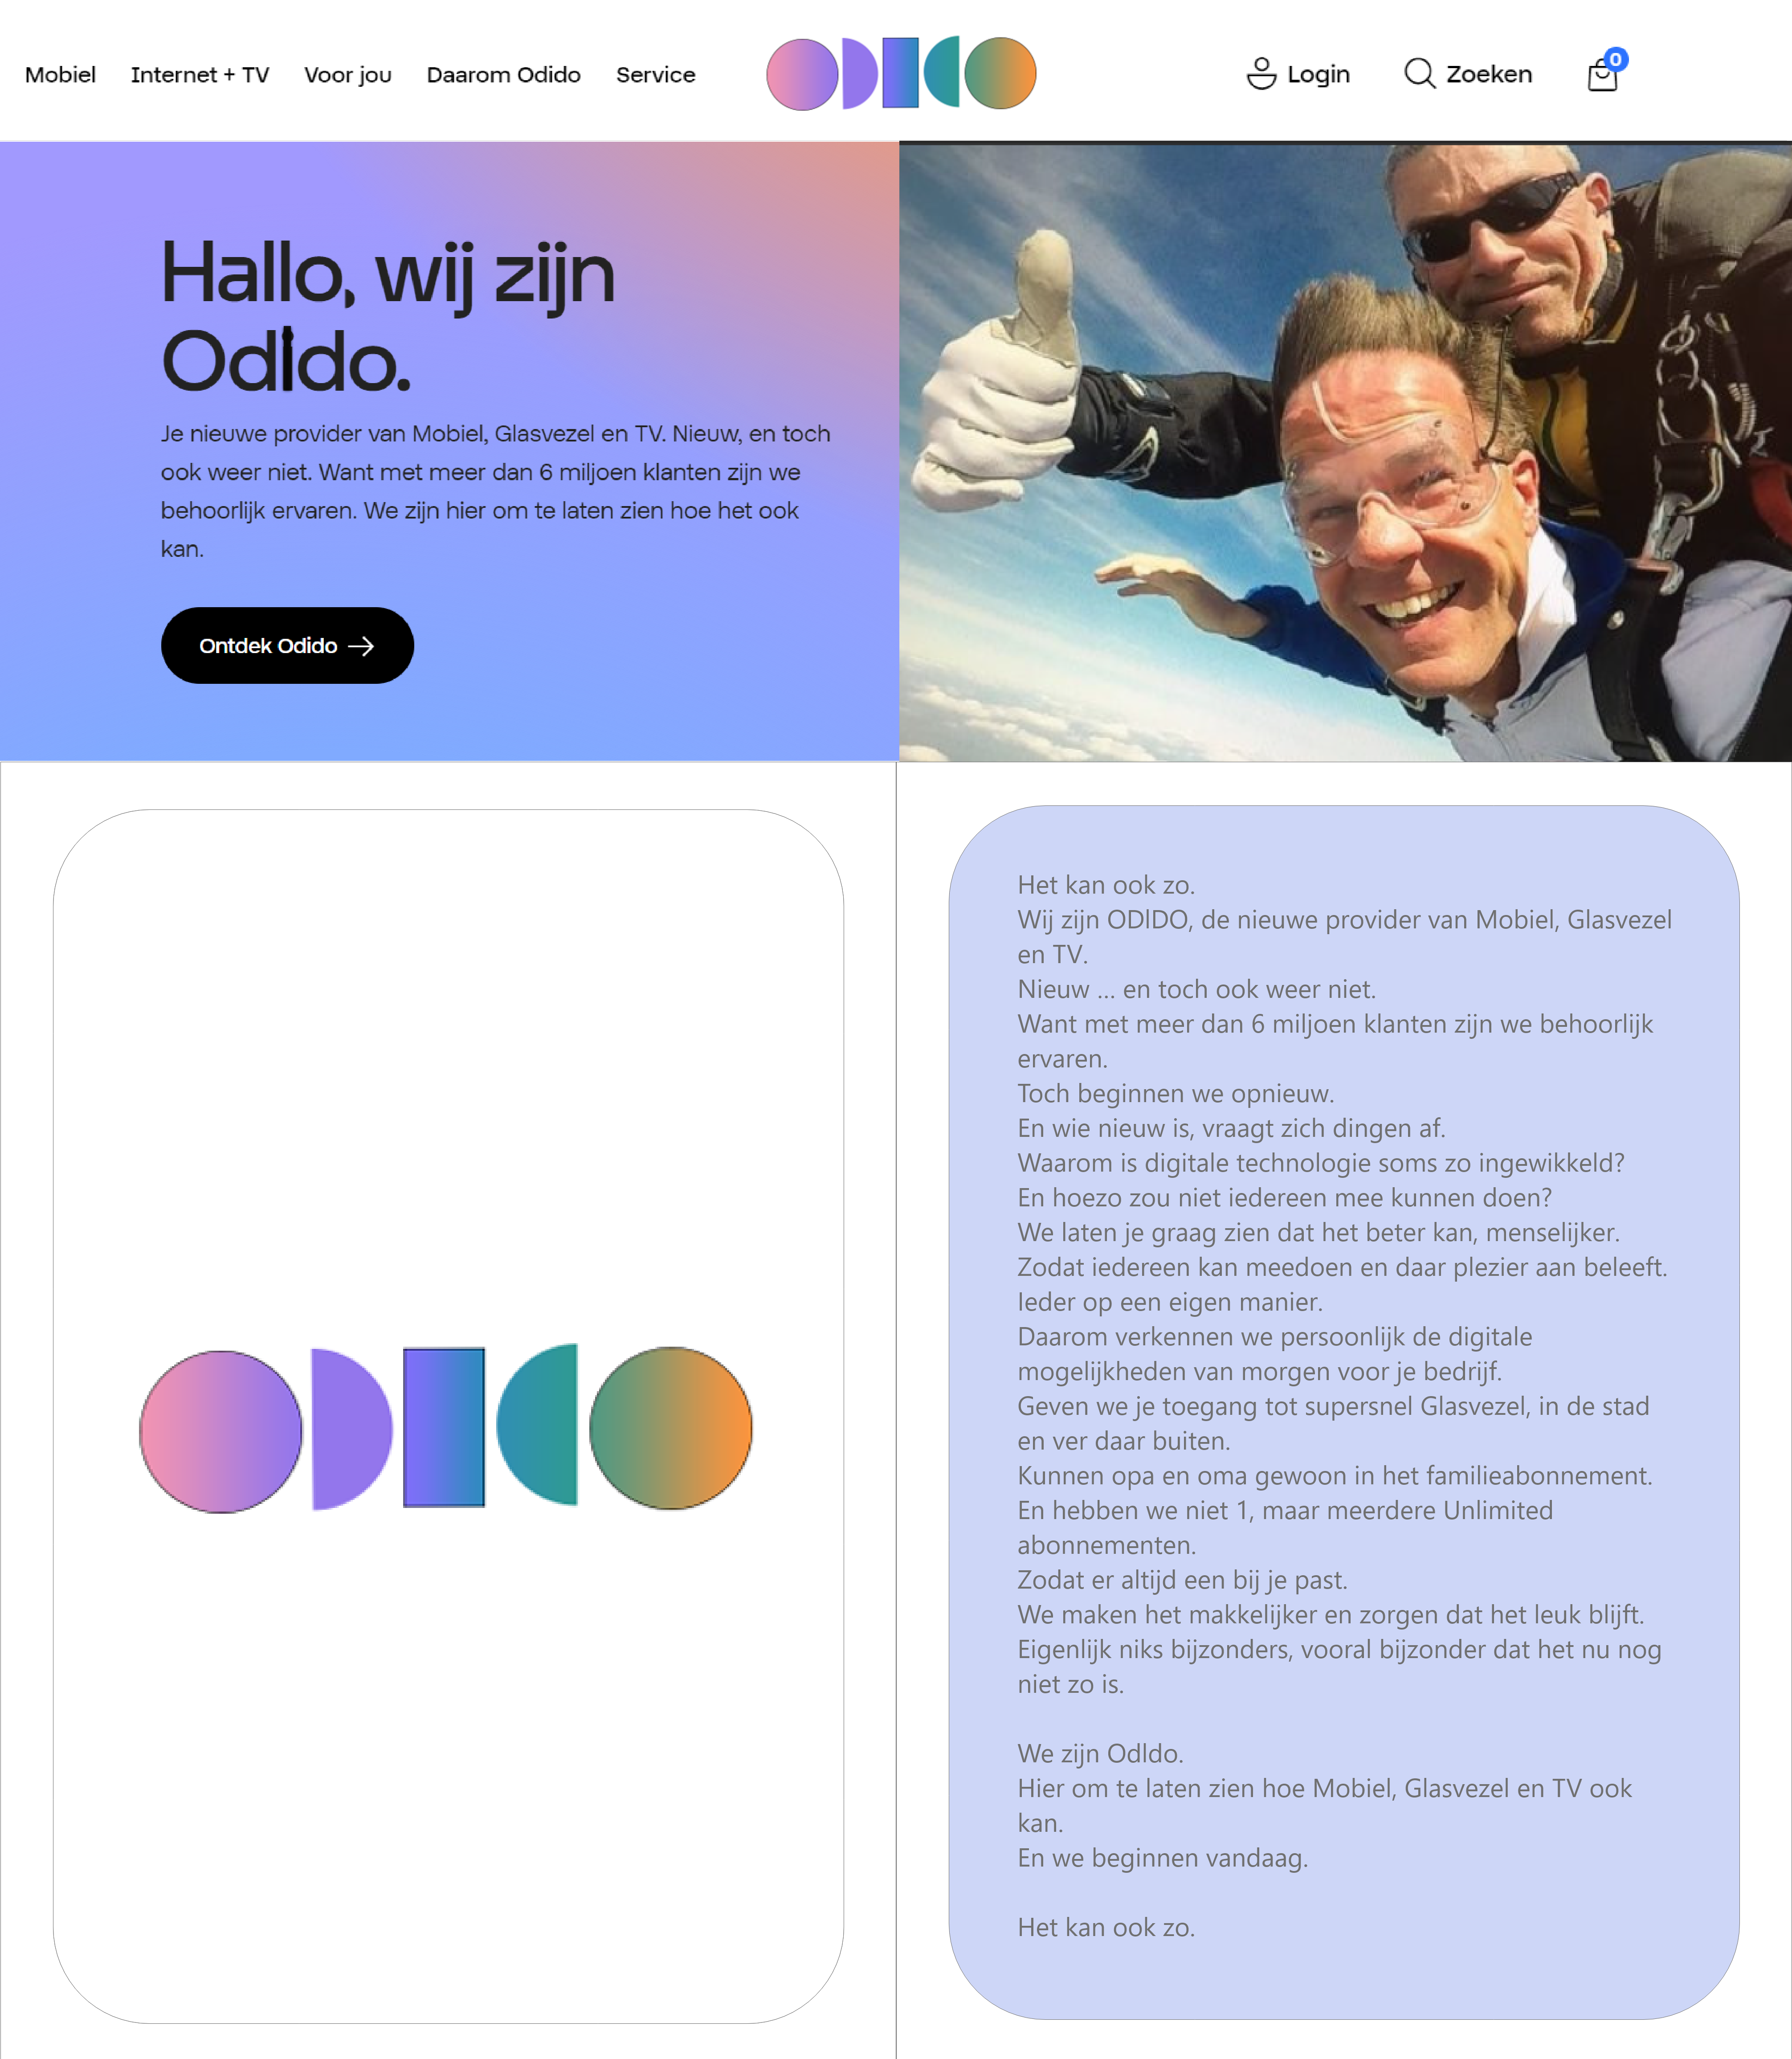 Mobiel Internet + TV Voor jou Daarom Odido Service
ODIDO
Login Zoeken 0
Hallo, wij zijn
Odldo.
Je nieuwe provider van Mobiel, Glasvezel en TV. Nieuw, en toch
ook weer niet. Want met meer dan 6 miljoen klanten zijn we
behoorlijk ervaren. We zijn hier om te laten zien hoe het ook
kan.
Ontdek Odido →
ODIDO
Het kan ook zo.
Wij zijn ODlDO, de nieuwe provider van Mobiel, Glasvezel
en TV.
Nieuw ... en toch ook weer niet.
Want met meer dan 6 miljoen klanten zijn we behoorlijk
ervaren.
Toch beginnen we opnieuw.
En wie nieuw is, vraagt zich dingen af.
Waarom is digitale technologie soms zo ingewikkeld?
En hoezo zou niet iedereen mee kunnen doen?
We laten je graag zien dat het beter kan, menselijker.
Zodat iedereen kan meedoen en daar plezier aan beleeft.
Ieder op een eigen manier.
Daarom verkennen we persoonlijk de digitale
mogelijkheden van morgen voor je bedrijf.
Geven we je toegang tot supersnel Glasvezel, in de stad
en ver daar buiten.
Kunnen opa en oma gewoon in het familieabonnement.
En hebben we niet 1, maar meerdere Unlimited
abonnementen.
Zodat er altijd een bij je past.
We maken het makkelijker en zorgen dat het leuk blijft.
Eigenlijk niks bijzonders, vooral bijzonder dat het nu nog
niet zo is.
We zijn Odldo.
Hier om te laten zien hoe Mobiel, Glasvezel en TV ook
kan.
En we beginnen vandaag.
Het kan ook zo.